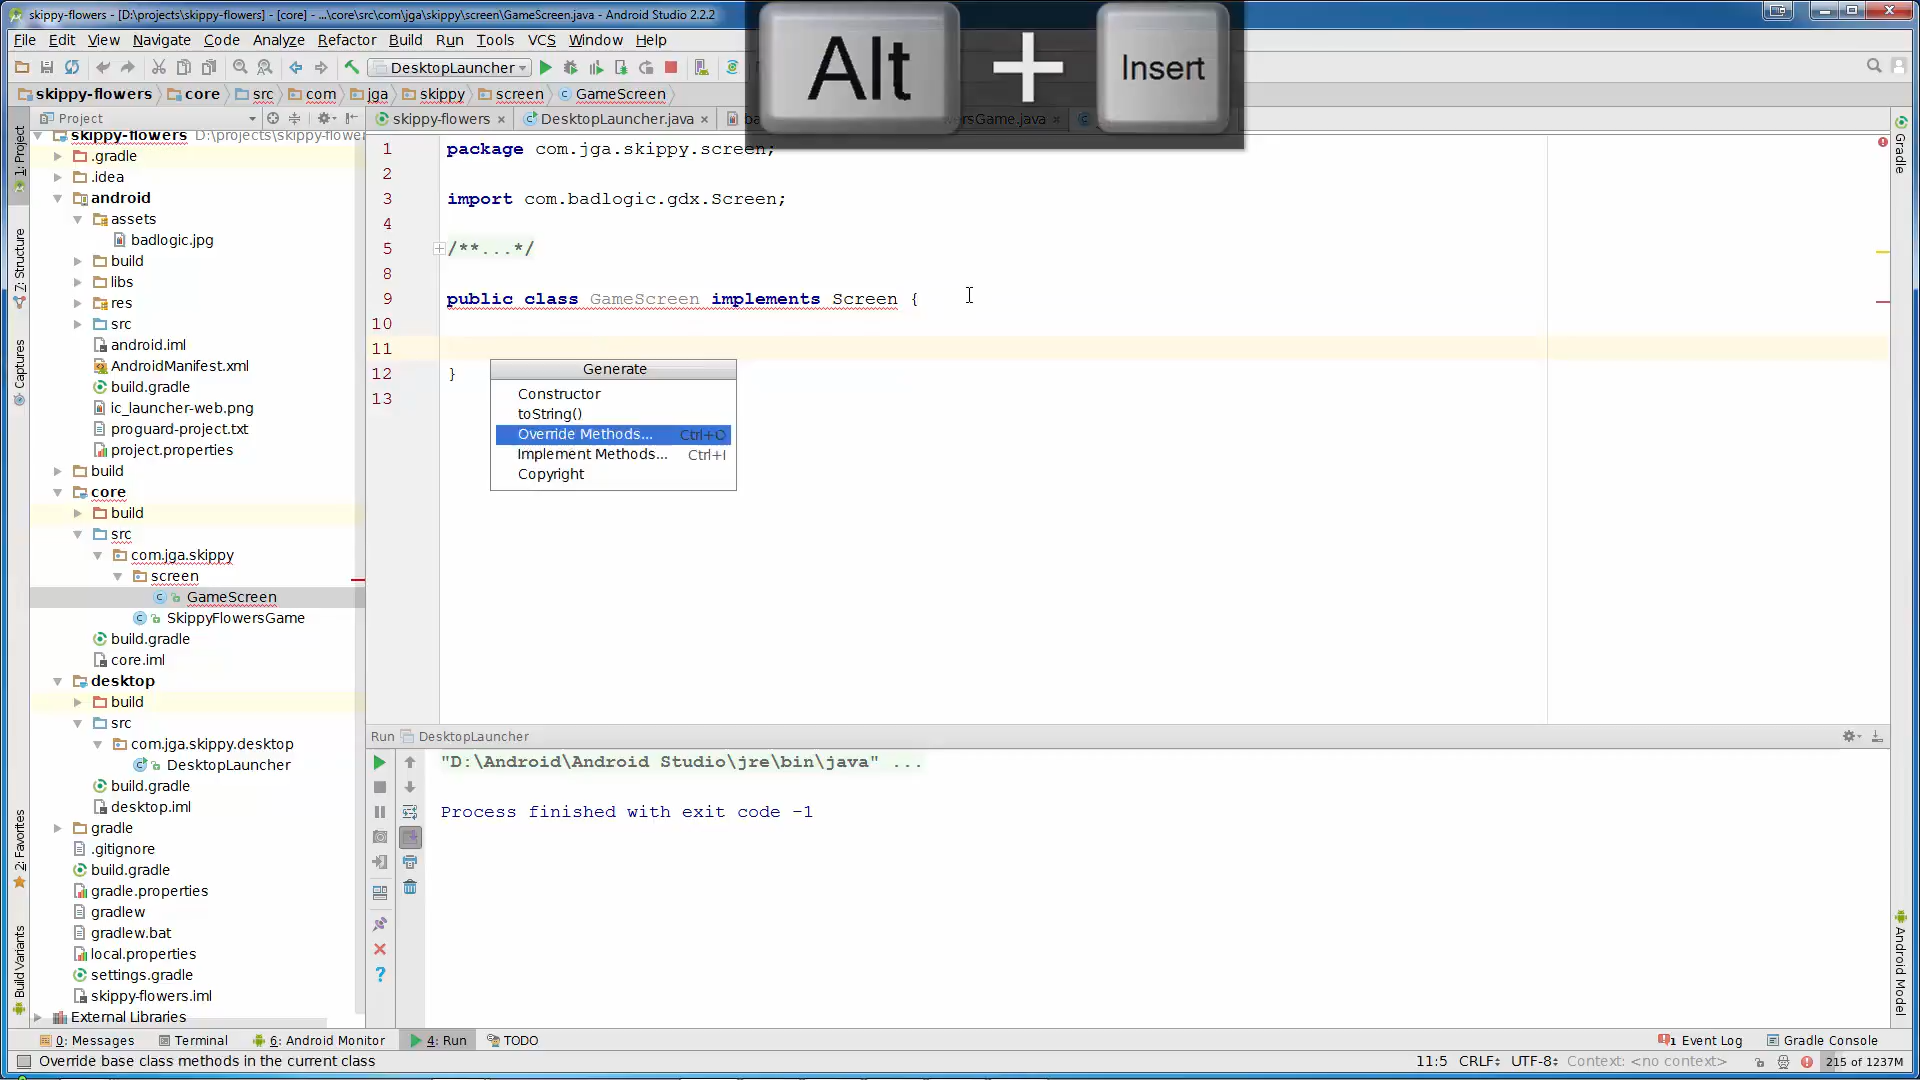 skippy-flowers - [D:\projects\skippy-flowers] - [core] - ...\core\src\com\jga\skippy\screen\GameScreen.java - Android Studio 2.2.2
Alt + Insert
File Edit View Navigate Code Analyze Refactor Build Run Tools VCS Window Help
DesktopLauncher
skippy-flowers core src com jga skippy screen GameScreen
Project
skippy-flowers DesktopLauncher.java
ersGame.java
skippy-flowers D:\projects\skippy-flower
.gradle
.idea
android
assets
badlogic.jpg
build
libs
res
src
android.iml
AndroidManifest.xml
build.gradle
ic_launcher-web.png
proguard-project.txt
project.properties
build
core
build
src
com.jga.skippy
screen
GameScreen
SkippyFlowersGame
build.gradle
core.iml
desktop
build
src
com.jga.skippy.desktop
DesktopLauncher
build.gradle
desktop.iml
gradle
.gitignore
build.gradle
gradle.properties
gradlew
gradlew.bat
local.properties
settings.gradle
skippy-flowers.iml
External Libraries
1: Project
7: Structure
Captures
2: Favorites
Build Variants
1 package com.jga.skippy.screen;
2
3 import com.badlogic.gdx.Screen;
4
5 /**...*/
8
9 public class GameScreen implements Screen {
10
11
12 }
13
Generate
Constructor
toString()
Override Methods... Ctrl+O
Implement Methods... Ctrl+I
Copyright
Gradle
Android Model
Run DesktopLauncher
"D:\Android\Android Studio\jre\bin\java" ...
Process finished with exit code -1
0: Messages Terminal 6: Android Monitor 4: Run TODO
1 Event Log Gradle Console
Override base class methods in the current class
11:5 CRLF UTF-8 Context: <no context> 215 of 1237M